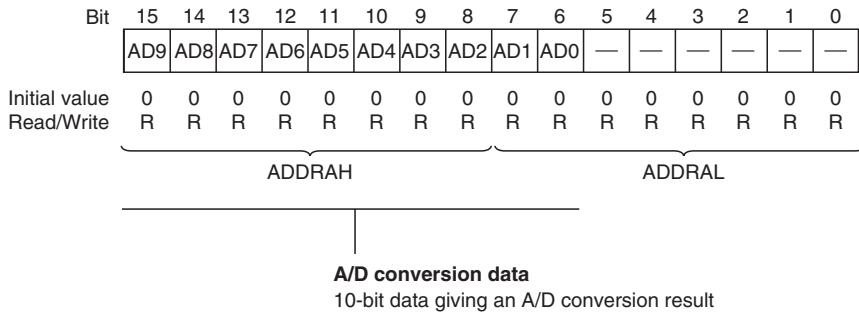 Bit 15 14 13 12 11 10 9 8 7 6 5 4 3 2 1 0
AD9 AD8 AD7 AD6 AD5 AD4 AD3 AD2 AD1 AD0 — — — — — —
Initial value 0 0 0 0 0 0 0 0 0 0 0 0 0 0 0 0
Read/Write R R R R R R R R R R R R R R R R
ADDRAH ADDRAL
A/D conversion data
10-bit data giving an A/D conversion result